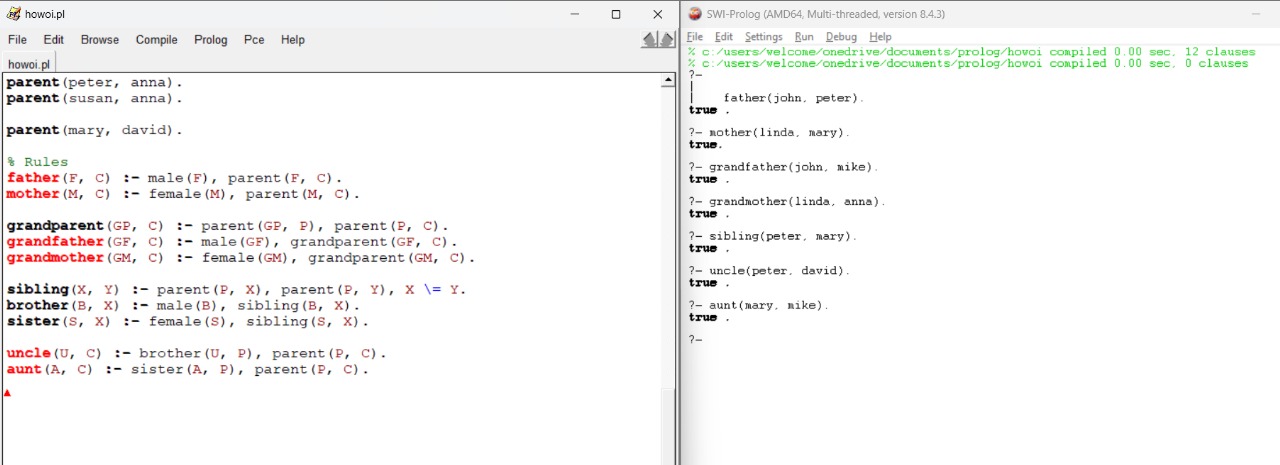 howoi.pl
File Edit Browse Compile Prolog Pce Help
howoi.pl
parent(peter, anna).
parent(susan, anna).
parent(mary, david).
% Rules
father(F, C) :- male(F), parent(F, C).
mother(M, C) :- female(M), parent(M, C).
grandparent(GP, C) :- parent(GP, P), parent(P, C).
grandfather(GF, C) :- male(GF), grandparent(GF, C).
grandmother(GM, C) :- female(GM), grandparent(GM, C).
sibling(X, Y) :- parent(P, X), parent(P, Y), X \= Y.
brother(B, X) :- male(B), sibling(B, X).
sister(S, X) :- female(S), sibling(S, X).
uncle(U, C) :- brother(U, P), parent(P, C).
aunt(A, C) :- sister(A, P), parent(P, C).
SWI-Prolog (AMD64, Multi-threaded, version 8.4.3)
File Edit Settings Run Debug Help
% c:/users/welcome/onedrive/documents/prolog/howoi compiled 0.00 sec, 12 clauses
% c:/users/welcome/onedrive/documents/prolog/howoi compiled 0.00 sec, 0 clauses
?-
|
| father(john, peter).
true .
?- mother(linda, mary).
true.
?- grandfather(john, mike).
true .
?- grandmother(linda, anna).
true .
?- sibling(peter, mary).
true .
?- uncle(peter, david).
true .
?- aunt(mary, mike).
true .
?-